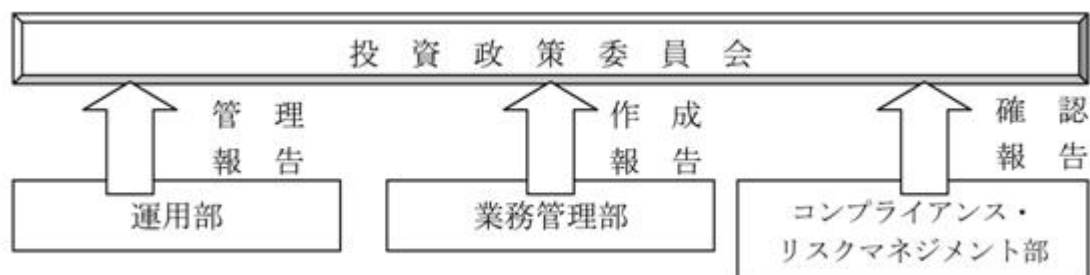 投資政策委員会
管理
報告
作成
報告
確認
報告
運用部
業務管理部
コンプライアンス・
リスクマネジメント部